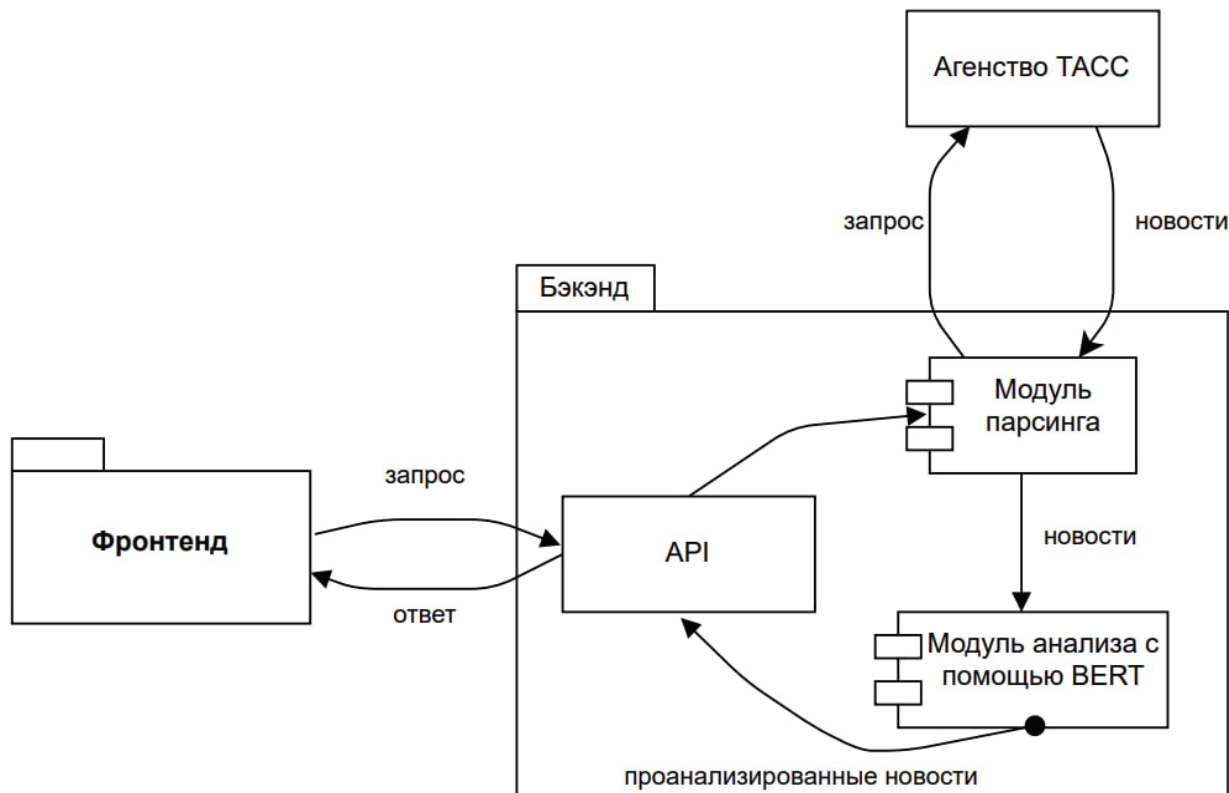 Агенство ТАСС
запрос
новости
Бэкэнд
Модуль
парсинга
запрос
Фронтенд
API
новости
ответ
Модуль анализа с
помощью BERT
проанализированные новости